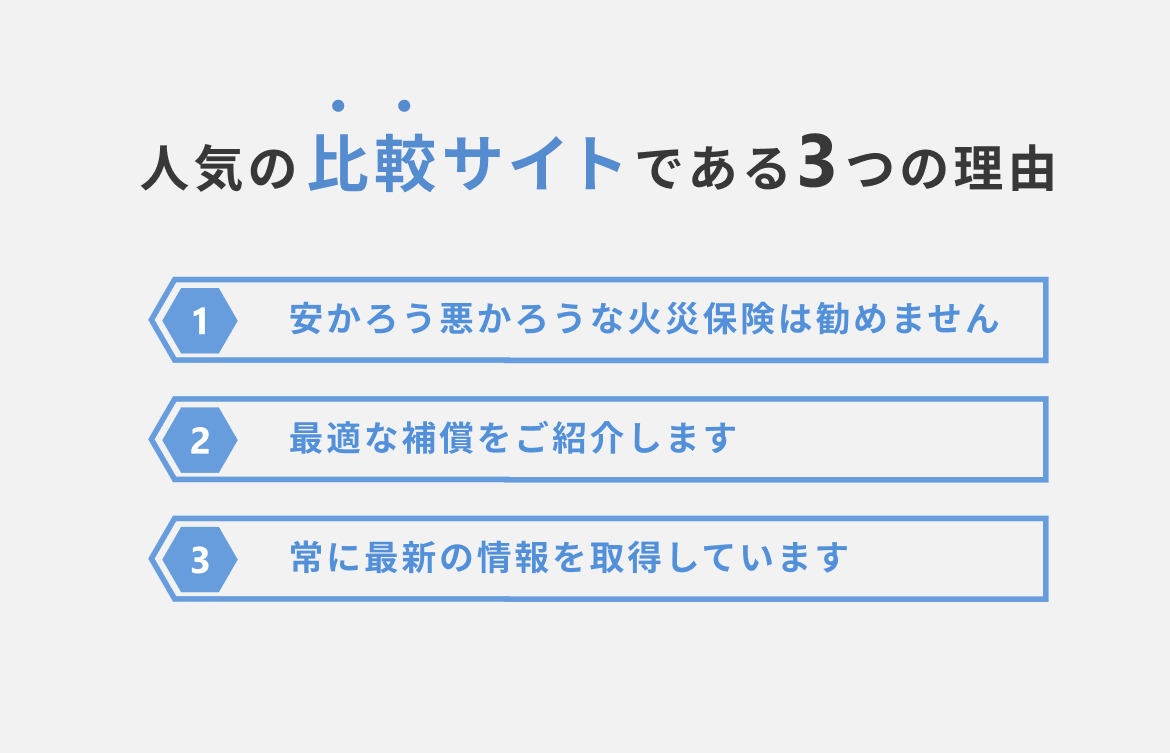 人気の比較サイトである3つの理由
1 安かろう悪かろうな火災保険は勧めません
2 最適な補償をご紹介します
3 常に最新の情報を取得しています